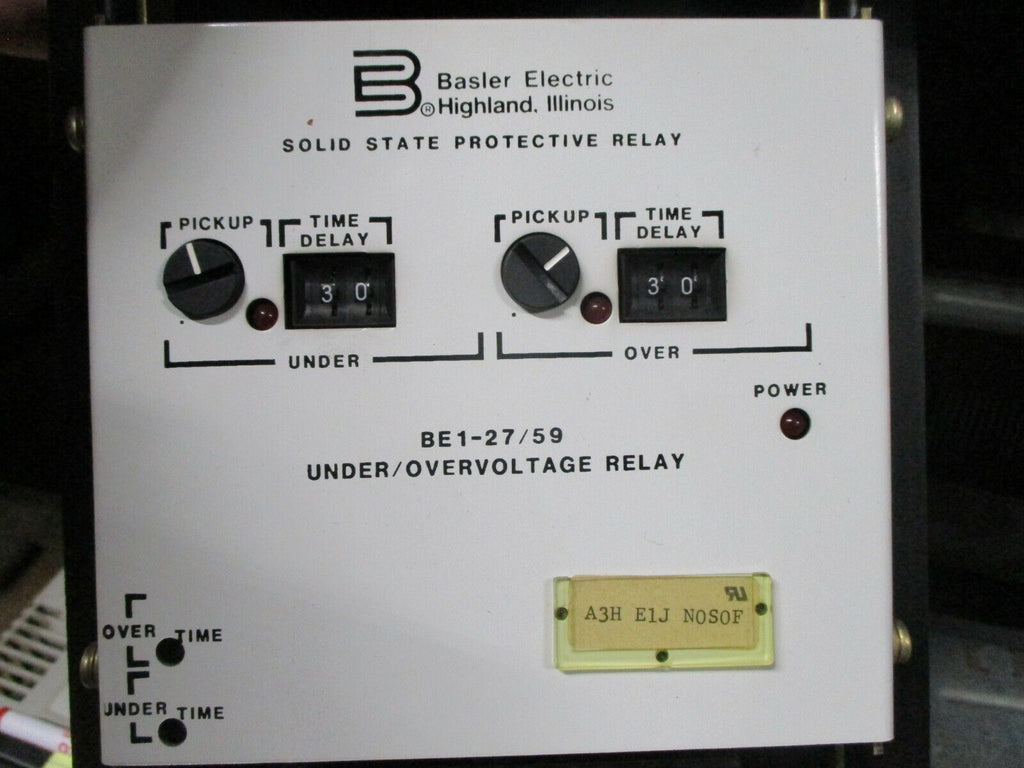 Basler Electric
® Highland, Illinois
SOLID STATE PROTECTIVE RELAY
PICKUP
TIME
DELAY
3 0
UNDER
PICKUP
TIME
DELAY
3 0
OVER
POWER
BE1-27/59
UNDER/OVERVOLTAGE RELAY
A3H E1J N0S0F
OVER TIME
UNDER TIME